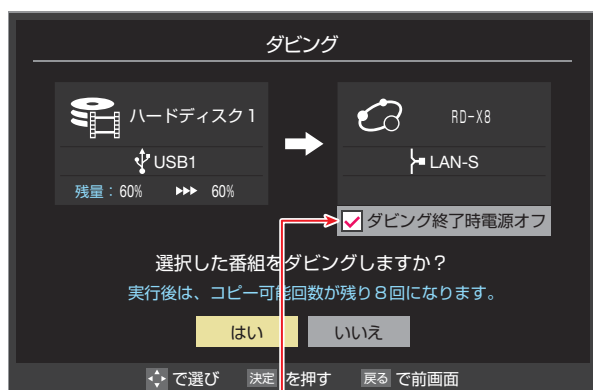 ダビング
ハードディスク1
RD-X8
USB1
LAN-S
残量：60% ▸▸▸ 60%
ダビング終了時電源オフ
選択した番組をダビングしますか？
実行後は、コピー可能回数が残り８回になります。
はい
いいえ
で選び 決定 を押す 戻る で前画面